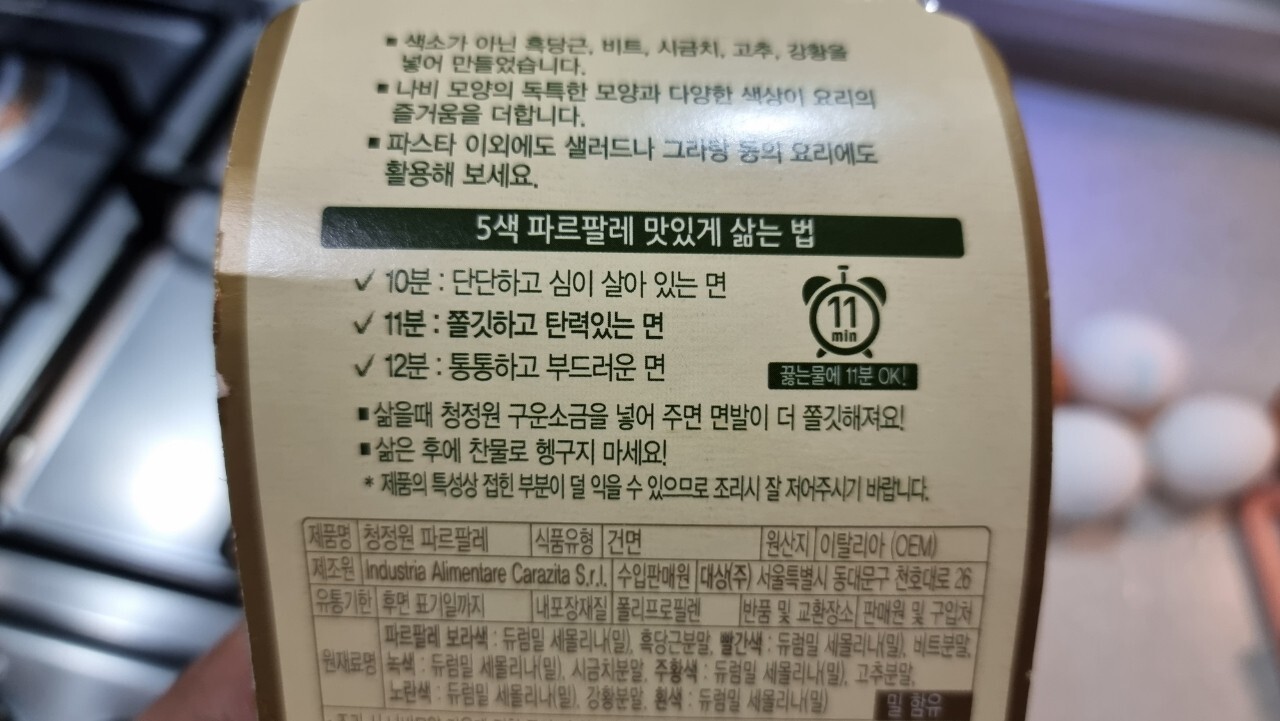 ▪ 색소가 아닌 흑당근, 비트, 시금치, 고추, 강황을
넣어 만들었습니다.
▪ 나비 모양의 독특한 모양과 다양한 색상이 요리의
즐거움을 더합니다.
▪ 파스타 이외에도 샐러드나 그라탕 등의 요리에도
활용해 보세요.
5색 파르팔레 맛있게 삶는 법
✓ 10분 : 단단하고 심이 살아 있는 면
✓ 11분 : 쫄깃하고 탄력있는 면
✓ 12분 : 통통하고 부드러운 면
11
min
끓는물에 11분 OK!
▪ 삶을때 청정원 구운소금을 넣어 주면 면발이 더 쫄깃해져요!
▪ 삶은 후에 찬물로 헹구지 마세요!
* 제품의 특성상 접힌 부분이 덜 익을 수 있으므로 조리시 잘 저어주시기 바랍니다.
제품명 청정원 파르팔레 식품유형 건면 원산지 이탈리아 (OEM)
제조원 Industria Alimentare Carazita S.r.l. 수입판매원 대상(주) 서울특별시 동대문구 천호대로 26
유통기한 후면 표기일까지 내포장재질 폴리프로필렌 반품 및 교환장소 판매원 및 구입처
원재료명 파르팔레 보라색 : 듀럼밀 세몰리나(밀), 흑당근분말, 빨간색 : 듀럼밀 세몰리나(밀), 비트분말,
녹색 : 듀럼밀 세몰리나(밀), 시금치분말, 주황색 : 듀럼밀 세몰리나(밀), 고추분말,
노란색 : 듀럼밀 세몰리나(밀), 강황분말, 흰색 : 듀럼밀 세몰리나(밀)
밀 함유